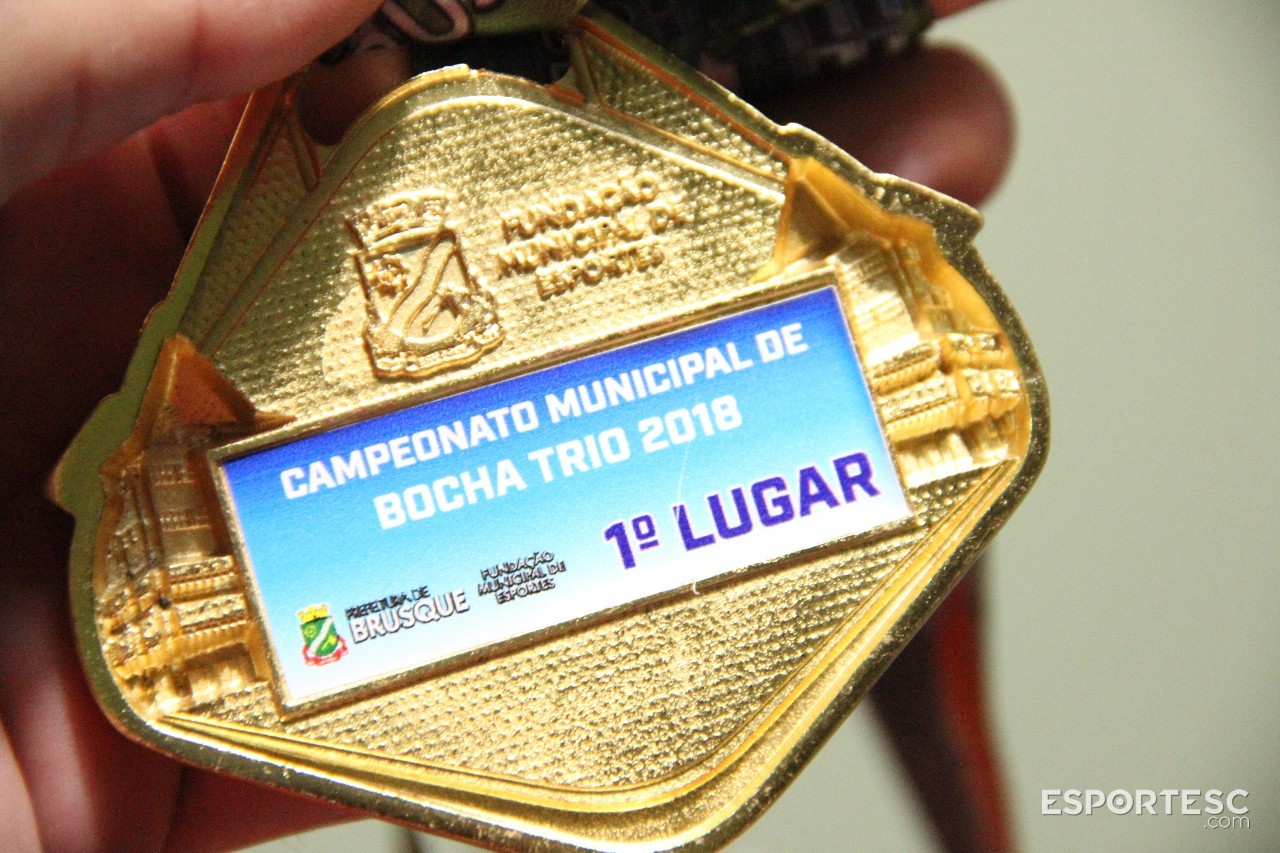 FUNDAÇÃO
MUNICIPAL DE
ESPORTES
CAMPEONATO MUNICIPAL DE
BOCHA TRIO 2018
1º LUGAR
PREFEITURA DE
BRUSQUE
FUNDAÇÃO
MUNICIPAL DE
ESPORTES
ESPORTESC
.com